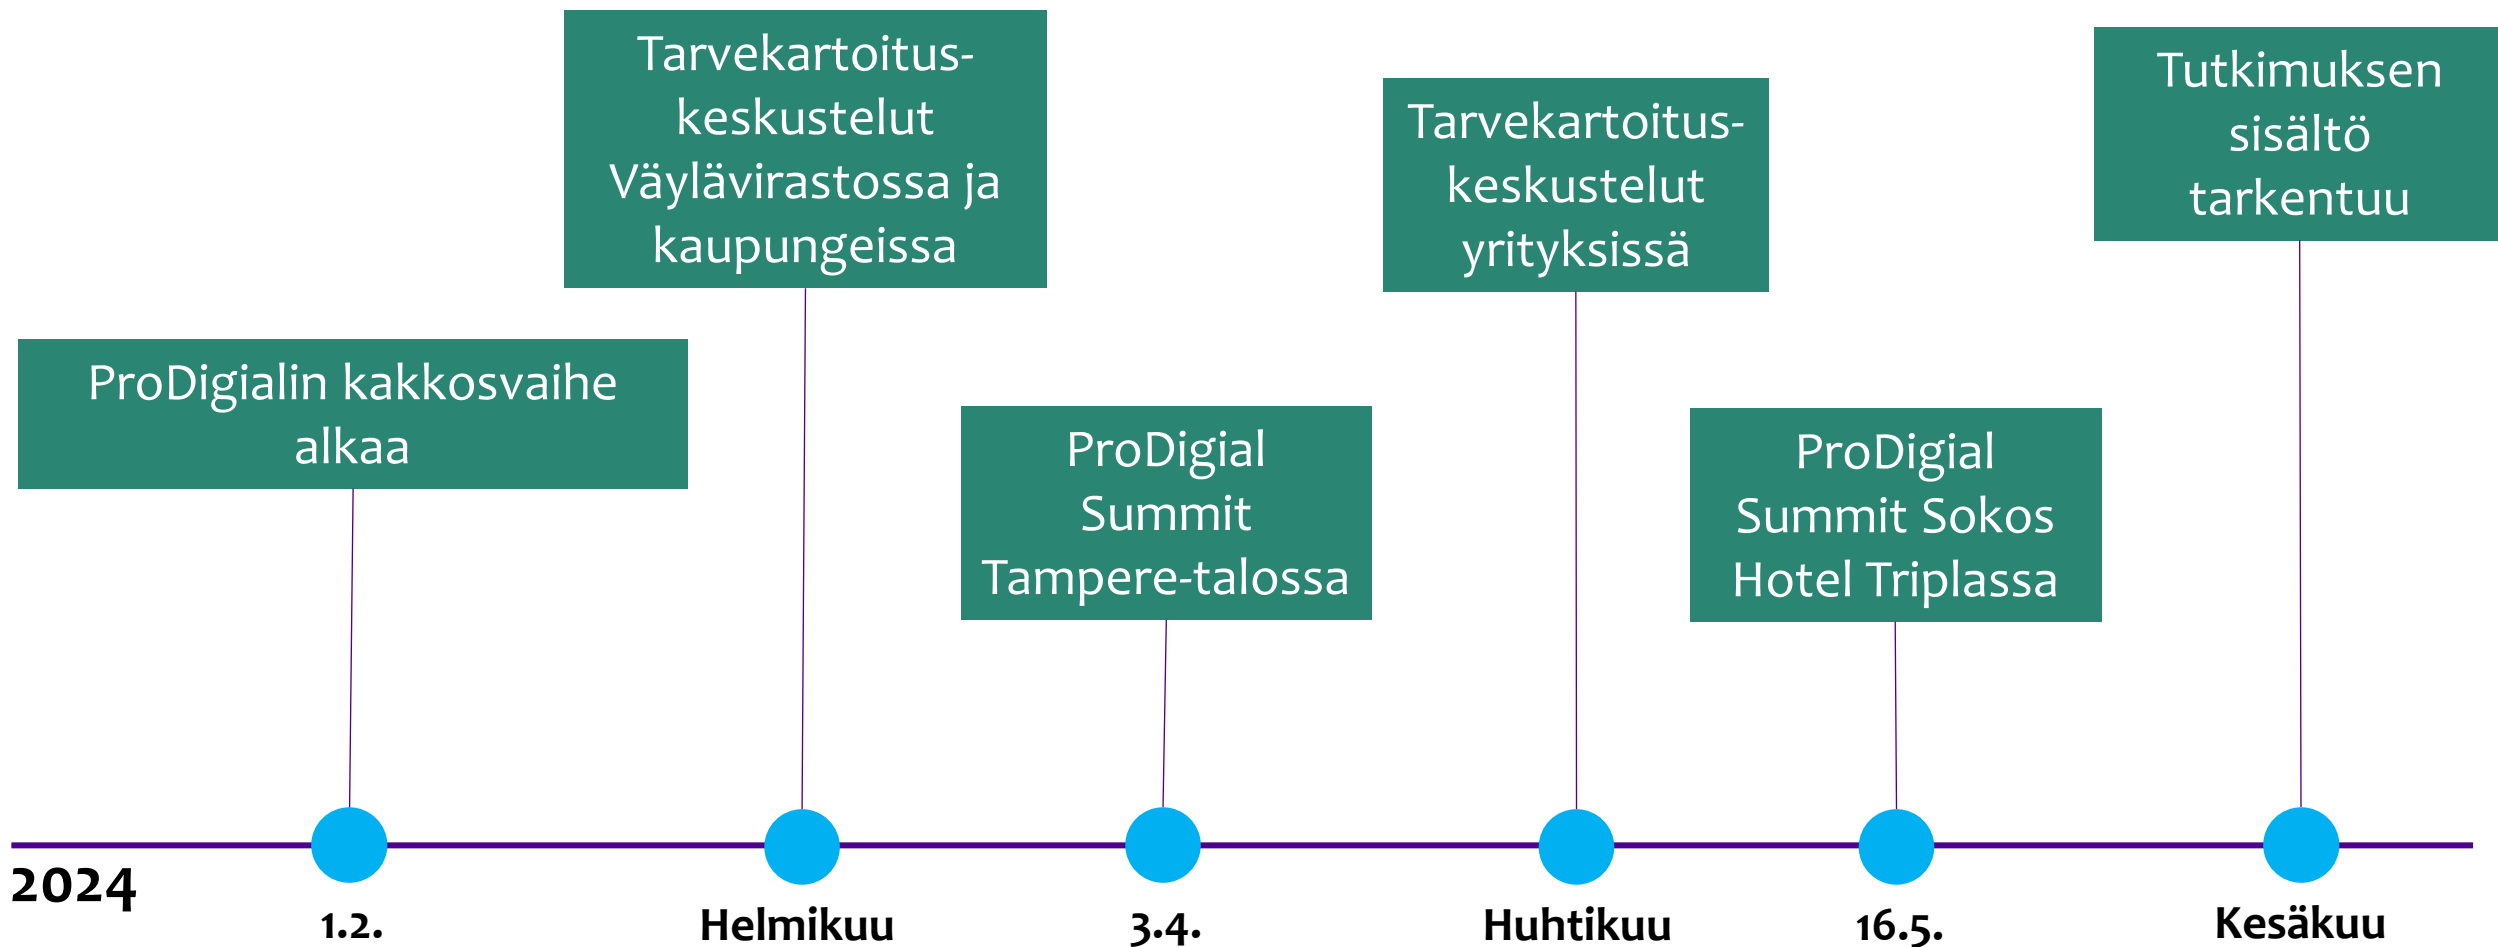 Tarvekartoitus-
keskustelut
Väylävirastossa ja
kaupungeissa
Tarvekartoitus-
keskustelut
yrityksissä
Tutkimuksen
sisältö
tarkentuu
ProDigialin kakkosvaihe
alkaa
ProDigial
Summit
Tampere-talossa
ProDigial
Summit Sokos
Hotel Triplassa
2024
1.2.
Helmikuu
3.4.
Huhtikuu
16.5.
Kesäkuu